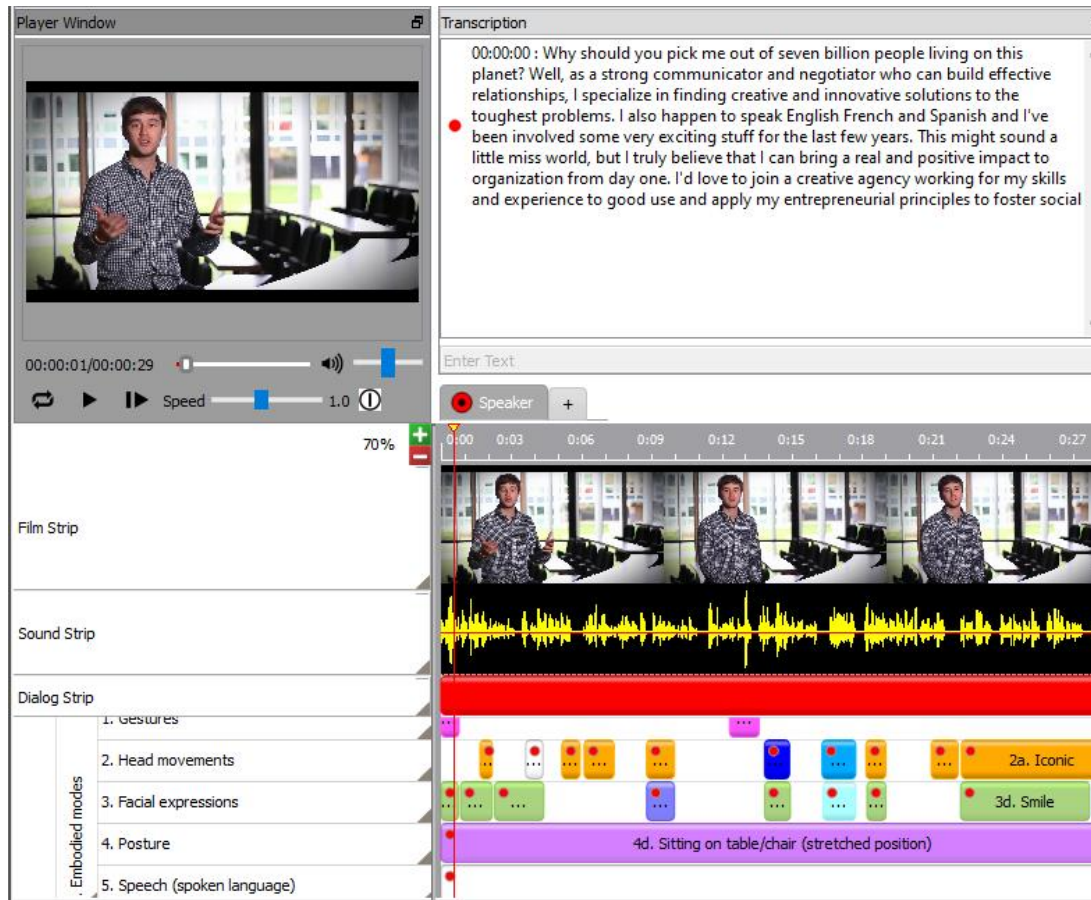 Player Window
Transcription
00:00:00 : Why should you pick me out of seven billion people living on this
planet? Well, as a strong communicator and negotiator who can build effective
relationships, I specialize in finding creative and innovative solutions to the
toughest problems. I also happen to speak English French and Spanish and I've
been involved some very exciting stuff for the last few years. This might sound a
little miss world, but I truly believe that I can bring a real and positive impact to
organization from day one. I'd love to join a creative agency working for my skills
and experience to good use and apply my entrepreneurial principles to foster social
00:00:01/00:00:29
Speed 1.0
Enter Text
Speaker +
70%
0:00 0:03 0:06 0:09 0:12 0:15 0:18 0:21 0:24 0:27
Film Strip
Sound Strip
Dialog Strip
. Embodied modes
1. Gestures
... ...
2. Head movements
... ... ... ... ... ... ... ... ... 2a. Iconic
3. Facial expressions
... ... ... ... ... ... ... 3d. Smile
4. Posture
4d. Sitting on table/chair (stretched position)
5. Speech (spoken language)